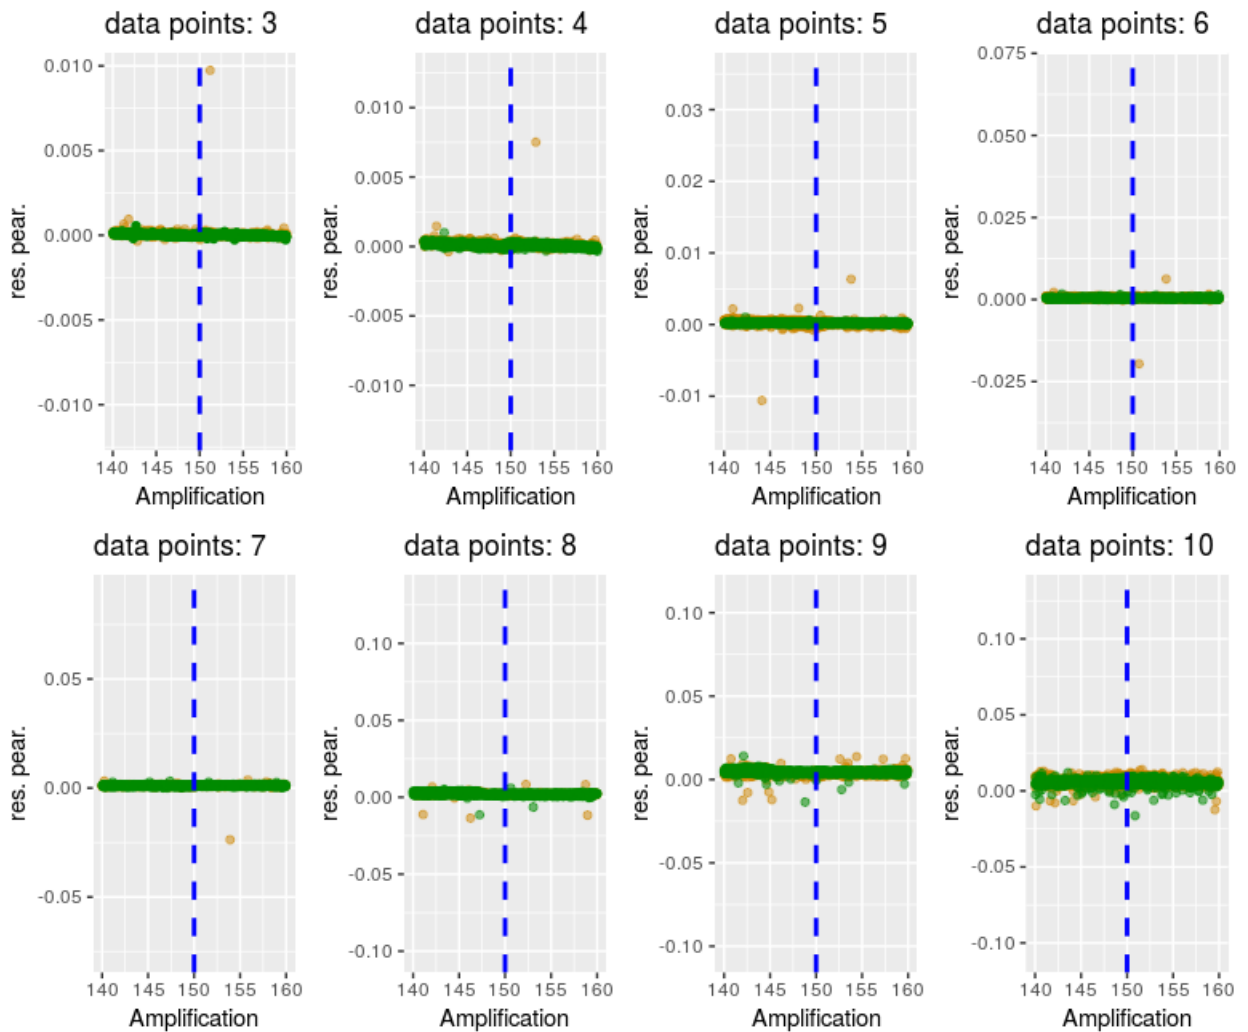 data points: 3
0.010
0.005
0.000
-0.005
-0.010
res. pear.
140 145 150 155 160
Amplification
data points: 4
0.010
0.005
0.000
-0.005
-0.010
res. pear.
140 145 150 155 160
Amplification
data points: 5
0.03
0.02
0.01
0.00
-0.01
res. pear.
140 145 150 155 160
Amplification
data points: 6
0.075
0.050
0.025
0.000
-0.025
res. pear.
140 145 150 155 160
Amplification
data points: 7
0.05
0.00
-0.05
res. pear.
140 145 150 155 160
Amplification
data points: 8
0.10
0.05
0.00
-0.05
-0.10
res. pear.
140 145 150 155 160
Amplification
data points: 9
0.10
0.05
0.00
-0.05
-0.10
res. pear.
140 145 150 155 160
Amplification
data points: 10
0.10
0.05
0.00
-0.05
-0.10
res. pear.
140 145 150 155 160
Amplification